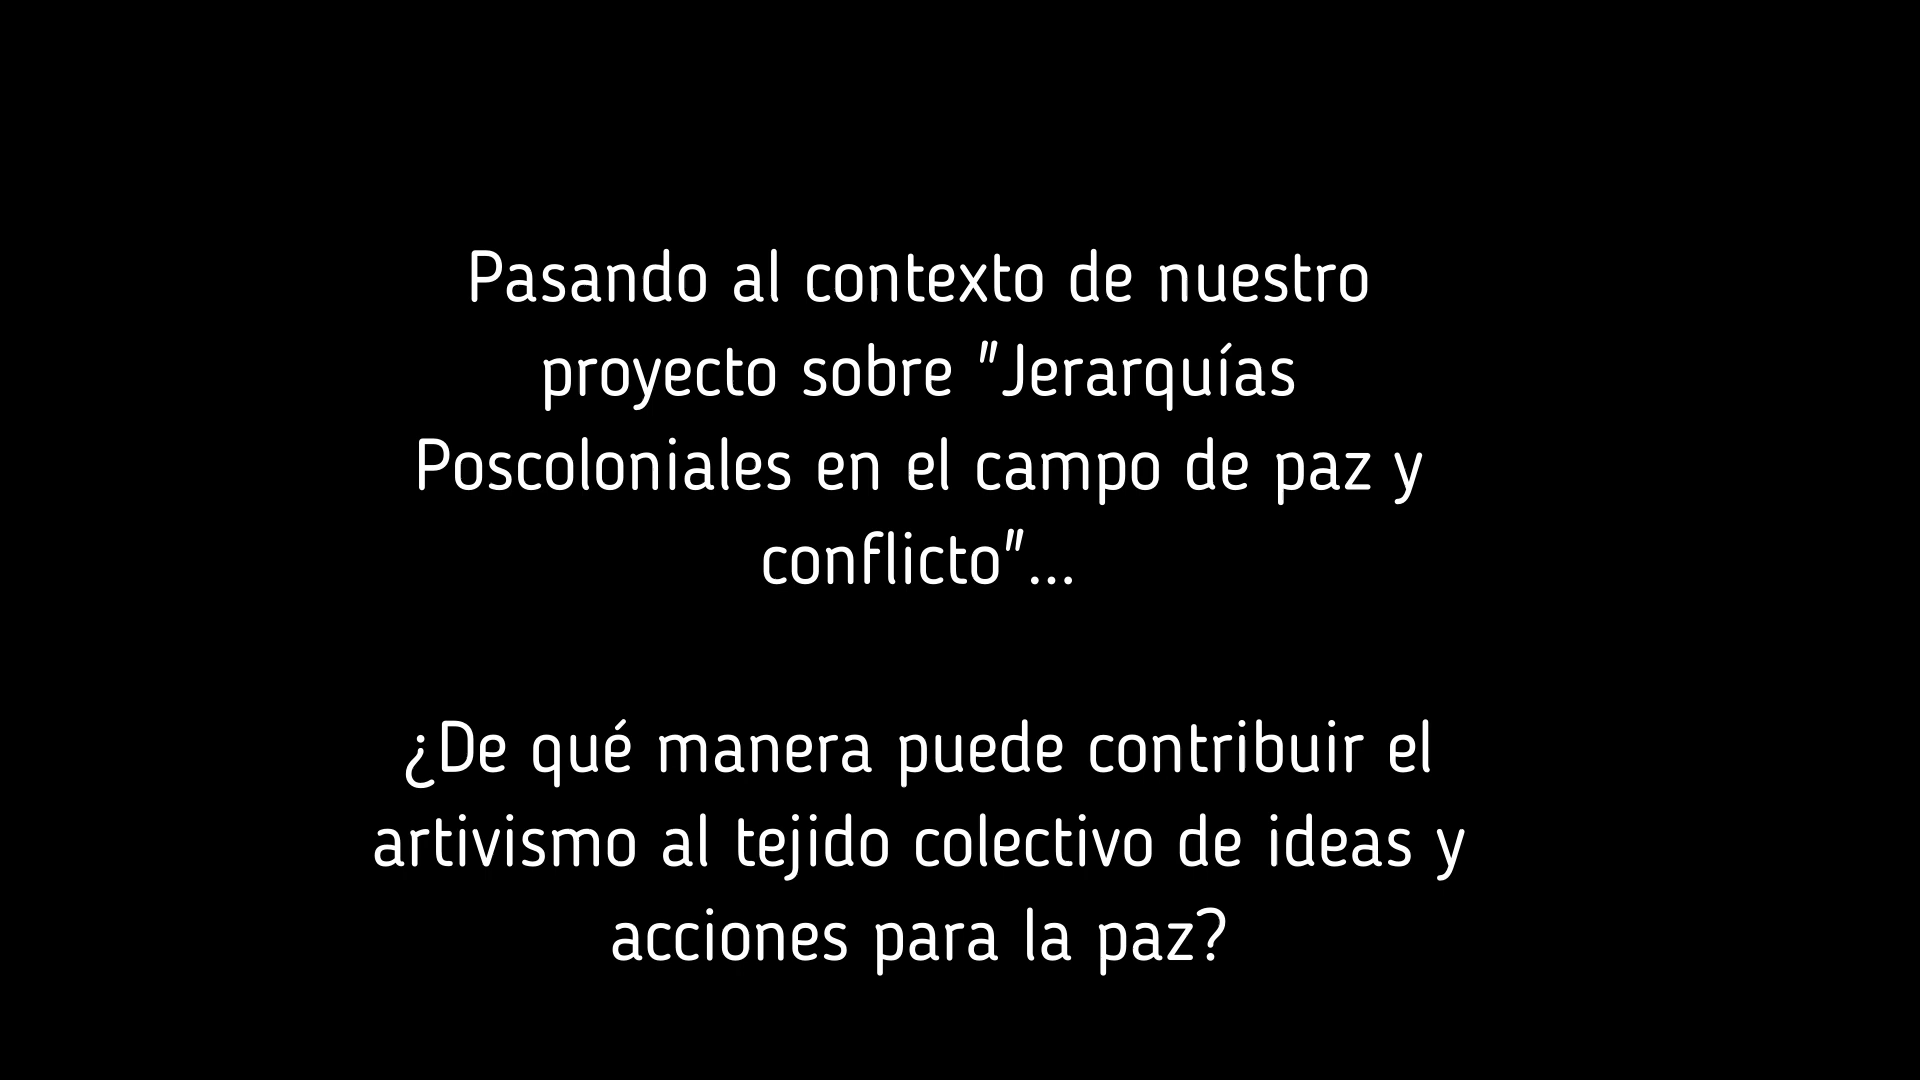 Pasando al contexto de nuestro
proyecto sobre "Jerarquías
Poscoloniales en el campo de paz y
conflicto"...
¿De qué manera puede contribuir el
artivismo al tejido colectivo de ideas y
acciones para la paz?